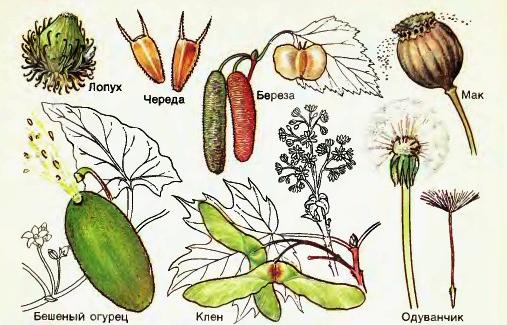 Лопух
Череда
Береза
Мак
Бешеный огурец
Клен
Одуванчик